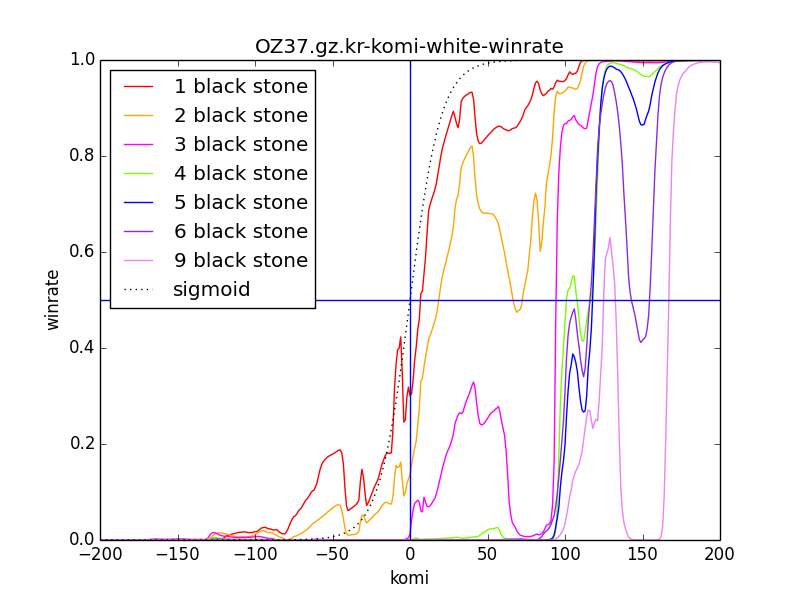 OZ37.gz.kr-komi-white-winrate
1.0
0.8
0.6
0.4
0.2
0.0
winrate
1 black stone
2 black stone
3 black stone
4 black stone
5 black stone
6 black stone
9 black stone
sigmoid
−200 −150 −100 −50 0 50 100 150 200
komi